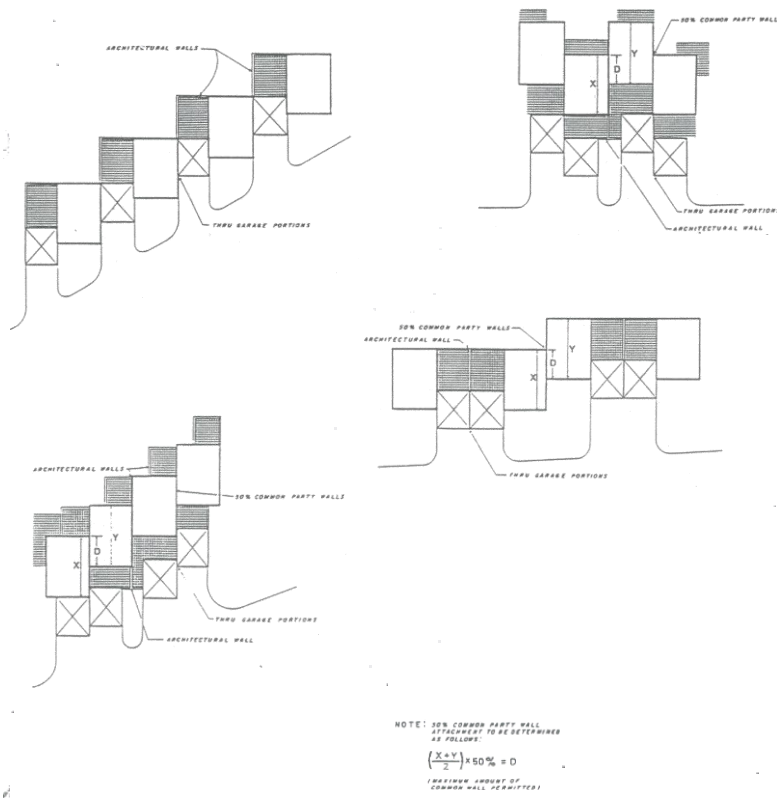 ARCHITECTURAL WALLS
THRU GARAGE PORTIONS
50% COMMON PARTY WALL
Y
D
X
THRU GARAGE PORTIONS
ARCHITECTURAL WALL
50% COMMON PARTY WALLS
ARCHITECTURAL WALL
Y
D
X
THRU GARAGE PORTIONS
ARCHITECTURAL WALLS
50% COMMON PARTY WALLS
Y
D
X
THRU GARAGE PORTIONS
ARCHITECTURAL WALL
NOTE: 50% COMMON PARTY WALL
ATTACHMENT TO BE DETERMINED
AS FOLLOWS:
(X+Y/2) x 50% = D
(MAXIMUM AMOUNT OF
COMMON WALL PERMITTED)